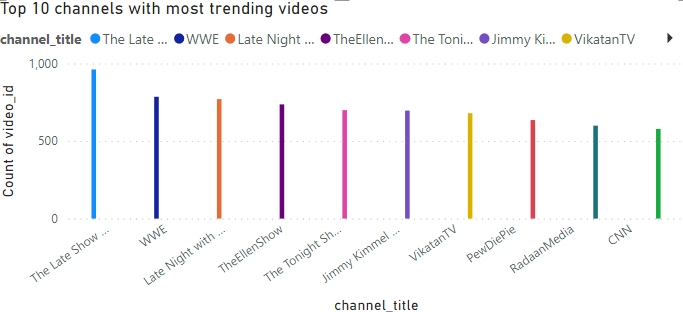 Top 10 channels with most trending videos
channel_title The Late ... WWE Late Night ... TheEllen... The Toni... Jimmy Ki... VikatanTV
1,000
500
0
Count of video_id
The Late Show ...
WWE
Late Night with ...
TheEllenShow
The Tonight Sh...
Jimmy Kimmel ...
VikatanTV
PewDiePie
RadaanMedia
CNN
channel_title